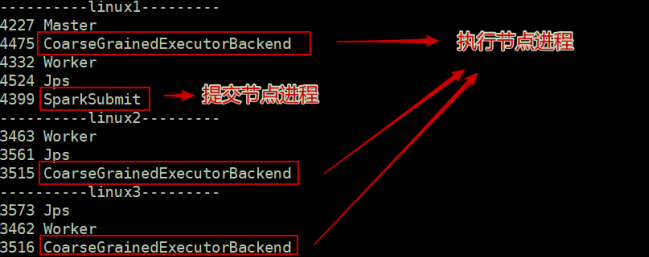 ----------linux1---------
4227 Master
4475 CoarseGrainedExecutorBackend
执行节点进程
4332 Worker
4524 Jps
4399 SparkSubmit
提交节点进程
----------linux2---------
3463 Worker
3561 Jps
3515 CoarseGrainedExecutorBackend
----------linux3---------
3573 Jps
3462 Worker
3516 CoarseGrainedExecutorBackend